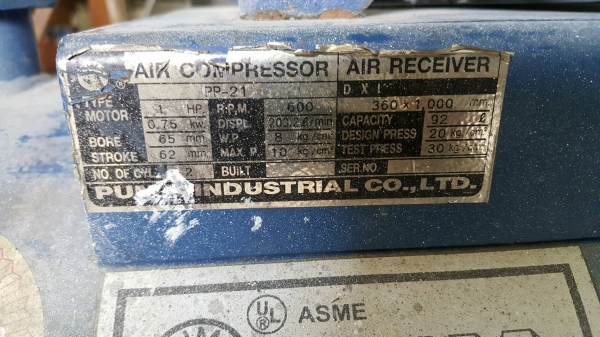 AIR COMPRESSOR AIR RECEIVER
TYPE PP-21 D X L
MOTOR 1 HP R.P.M. 600 360 x 1,000 mm
0.75 kw DISPL 203.2 ℓ/min CAPACITY 92 ℓ
BORE 65 mm W.P. 8 kg/cm² DESIGN PRESS 20 kg/cm²
STROKE 62 mm MAX.P. 10 kg/cm² TEST PRESS 30 kg/cm²
NO. OF CYL 2 BUILT SER.NO.
INDUSTRIAL CO.,LTD.
UL ASME